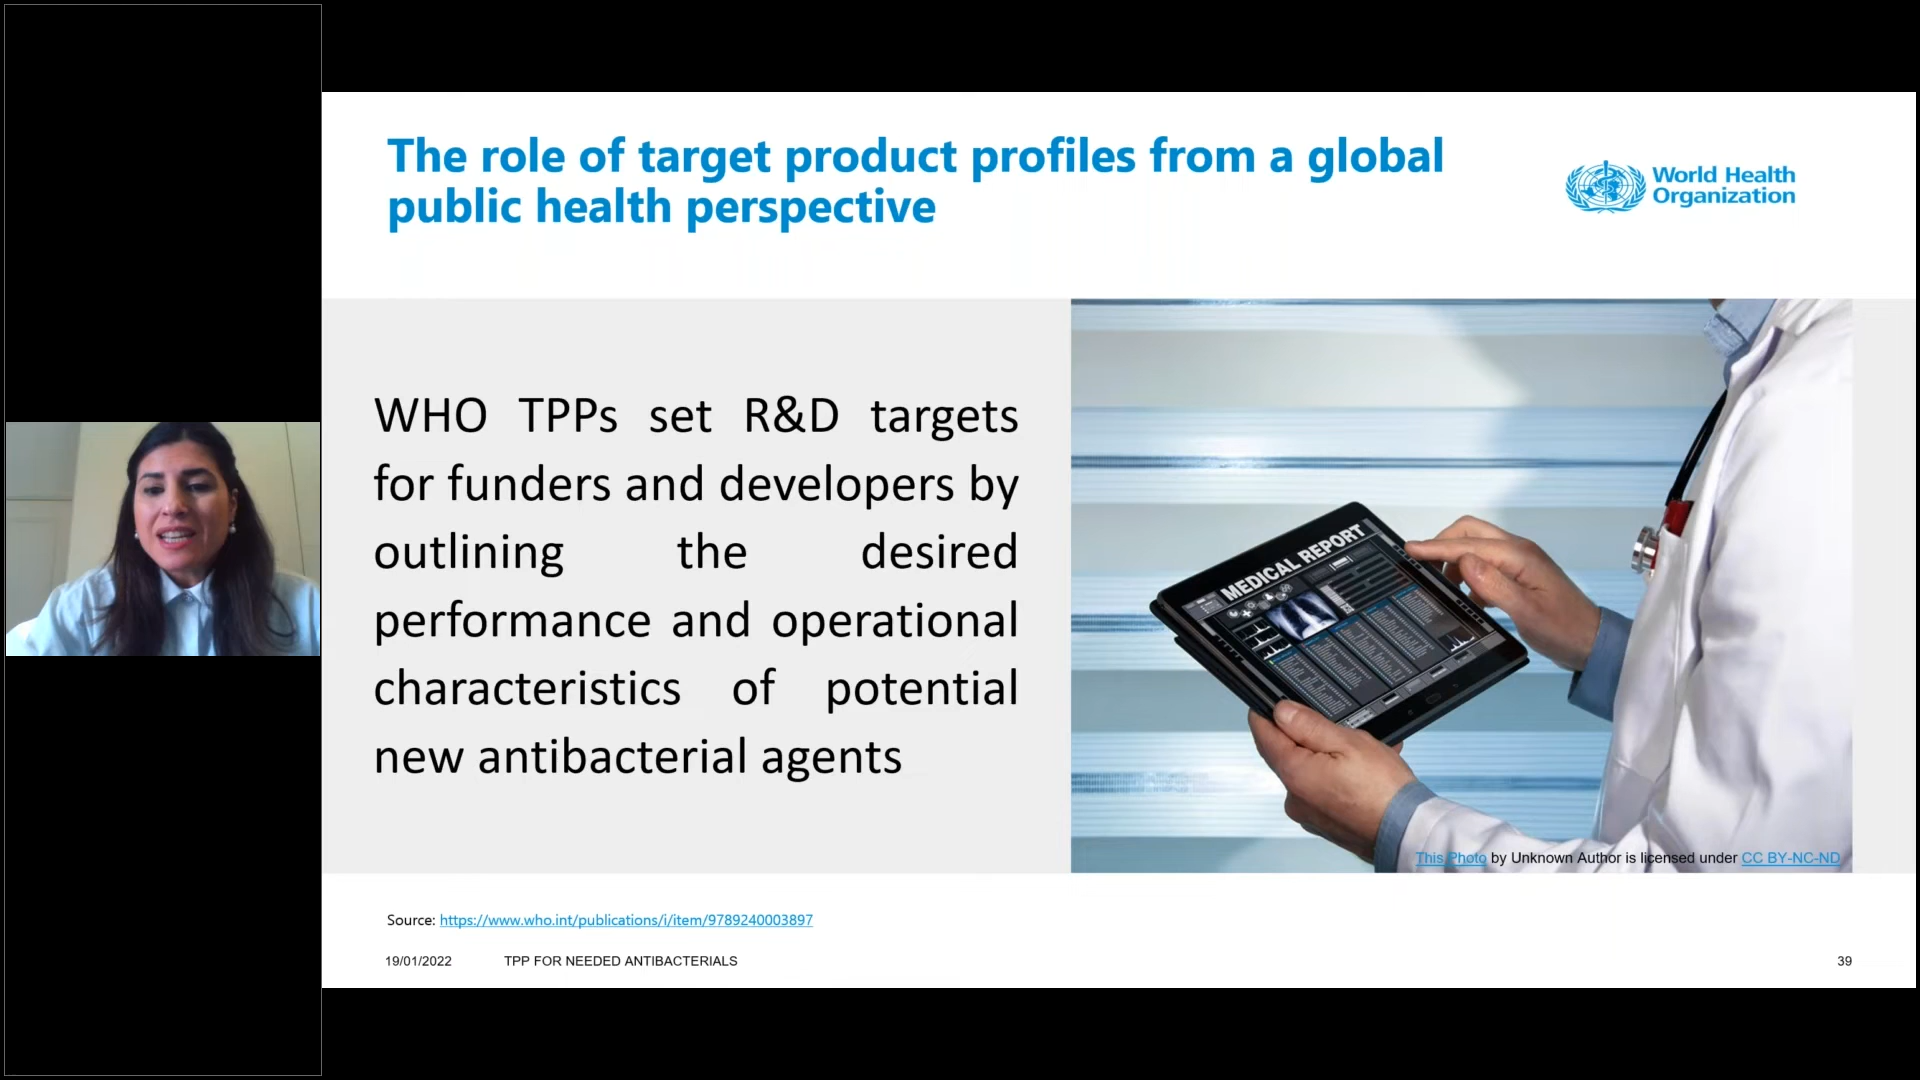 The role of target product profiles from a global
public health perspective
World Health
Organization
WHO TPPs set R&D targets
for funders and developers by
outlining the desired
performance and operational
characteristics of potential
new antibacterial agents
MEDICAL REPORT
This Photo by Unknown Author is licensed under CC BY-NC-ND
Source: https://www.who.int/publications/i/item/9789240003897
19/01/2022
TPP FOR NEEDED ANTIBACTERIALS
39